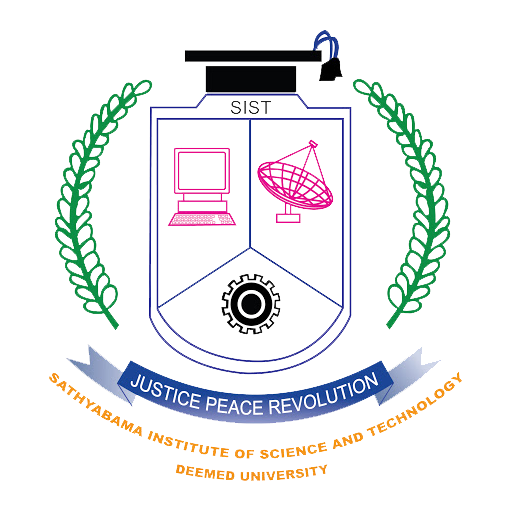 SIST
JUSTICE PEACE REVOLUTION
SATHYABAMA INSTITUTE OF SCIENCE AND TECHNOLOGY
DEEMED UNIVERSITY